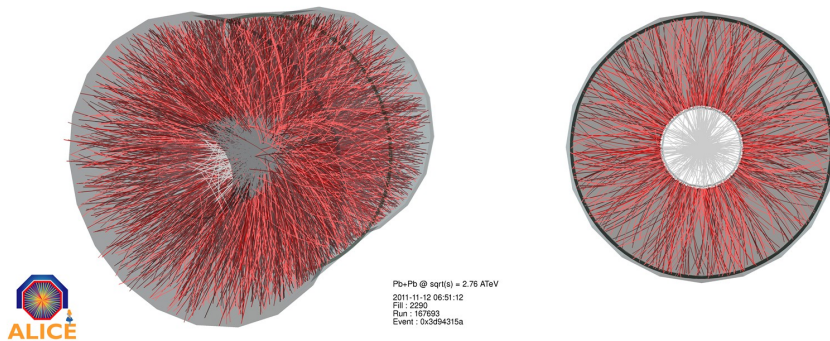 Pb+Pb @ sqrt(s) = 2.76 ATeV
2011-11-12 06:51:12
Fill : 2290
Run : 167693
Event : 0x3d94315a
ALICE